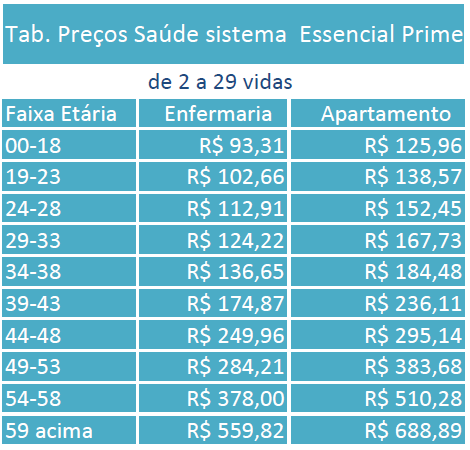 Tab. Preços Saúde sistema Essencial Prime
de 2 a 29 vidas
Faixa Etária Enfermaria Apartamento
00-18 R$ 93,31 R$ 125,96
19-23 R$ 102,66 R$ 138,57
24-28 R$ 112,91 R$ 152,45
29-33 R$ 124,22 R$ 167,73
34-38 R$ 136,65 R$ 184,48
39-43 R$ 174,87 R$ 236,11
44-48 R$ 249,96 R$ 295,14
49-53 R$ 284,21 R$ 383,68
54-58 R$ 378,00 R$ 510,28
59 acima R$ 559,82 R$ 688,89